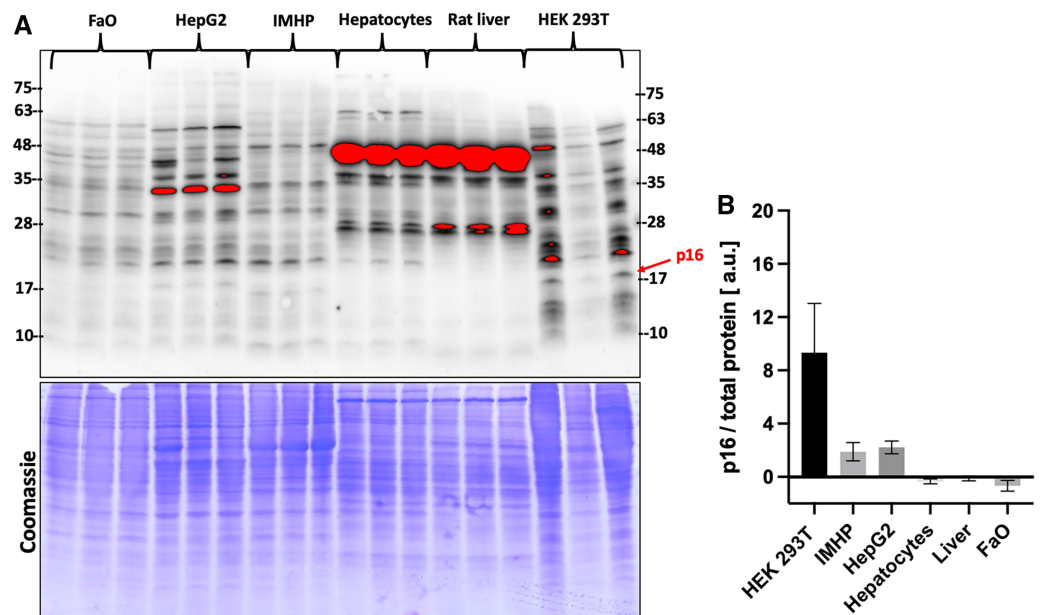 A
FaO HepG2 IMHP Hepatocytes Rat liver HEK 293T
75-- --75
63-- --63
48-- --48
35-- --35
28-- --28
p16
17-- --17
10-- --10
Coomassie
B
p16 / total protein [ a.u.]
20
16
12
8
4
0
HEK 293T
IMHP
HepG2
Hepatocytes
Liver
FaO